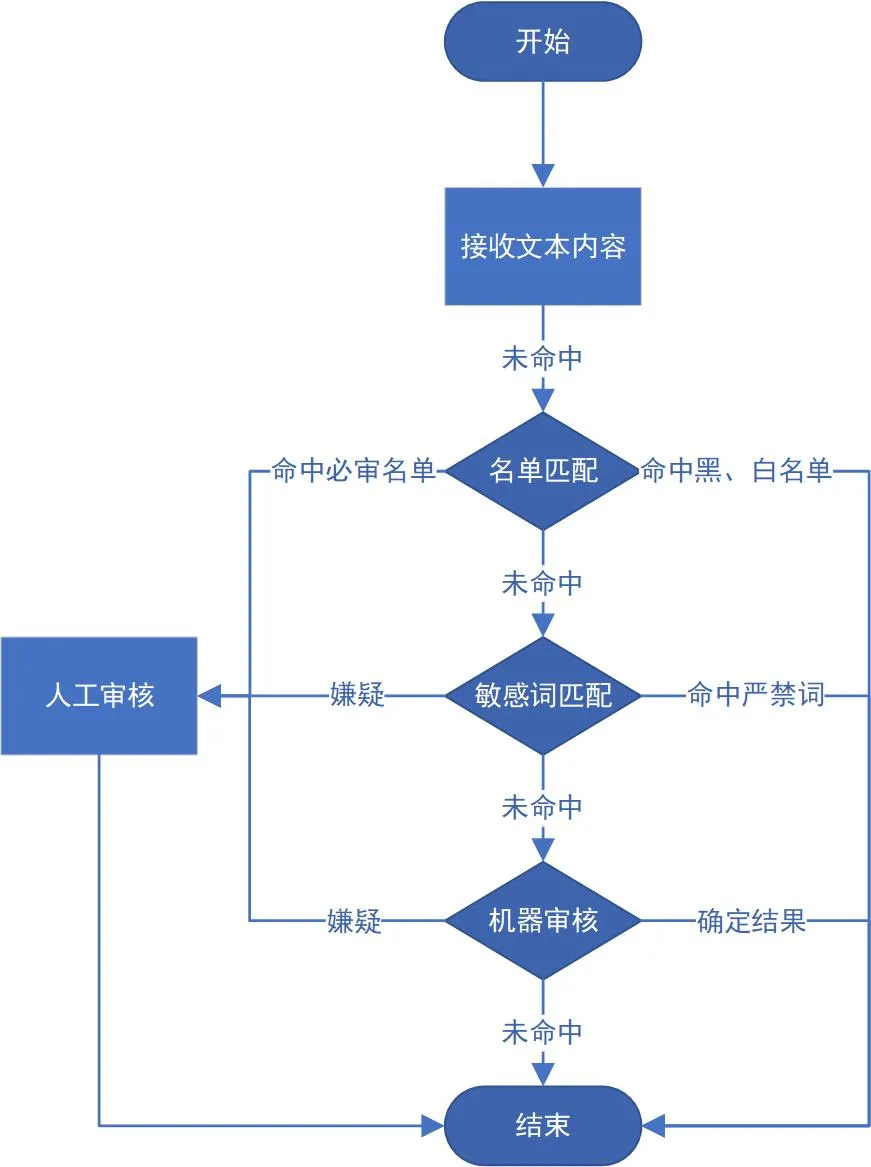 开始
接收文本内容
未命中
命中必审名单
名单匹配
命中黑、白名单
未命中
人工审核
嫌疑
敏感词匹配
命中严禁词
未命中
嫌疑
机器审核
确定结果
未命中
结束